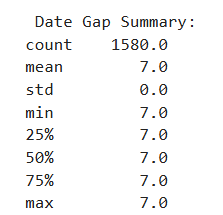 Date Gap Summary:
count    1580.0
mean        7.0
std         0.0
min         7.0
25%         7.0
50%         7.0
75%         7.0
max         7.0